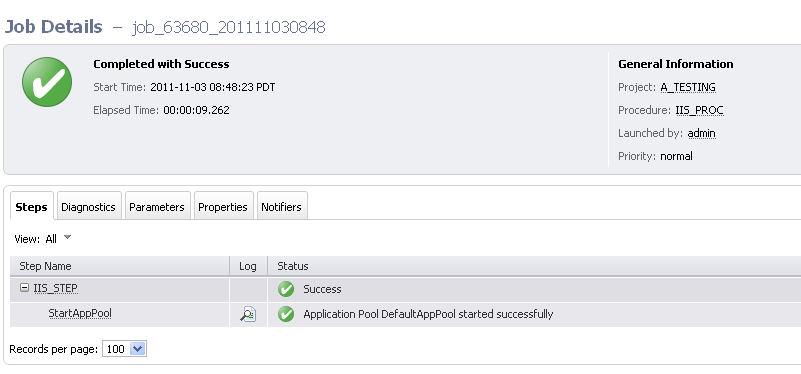 Job Details – job_63680_201111030848
Completed with Success
Start Time: 2011-11-03 08:48:23 PDT
Elapsed Time: 00:00:09.262
General Information
Project: A_TESTING
Procedure: IIS_PROC
Launched by: admin
Priority: normal
Steps Diagnostics Parameters Properties Notifiers
View: All
Step Name Log Status
IIS_STEP Success
StartAppPool Application Pool DefaultAppPool started successfully
Records per page: 100